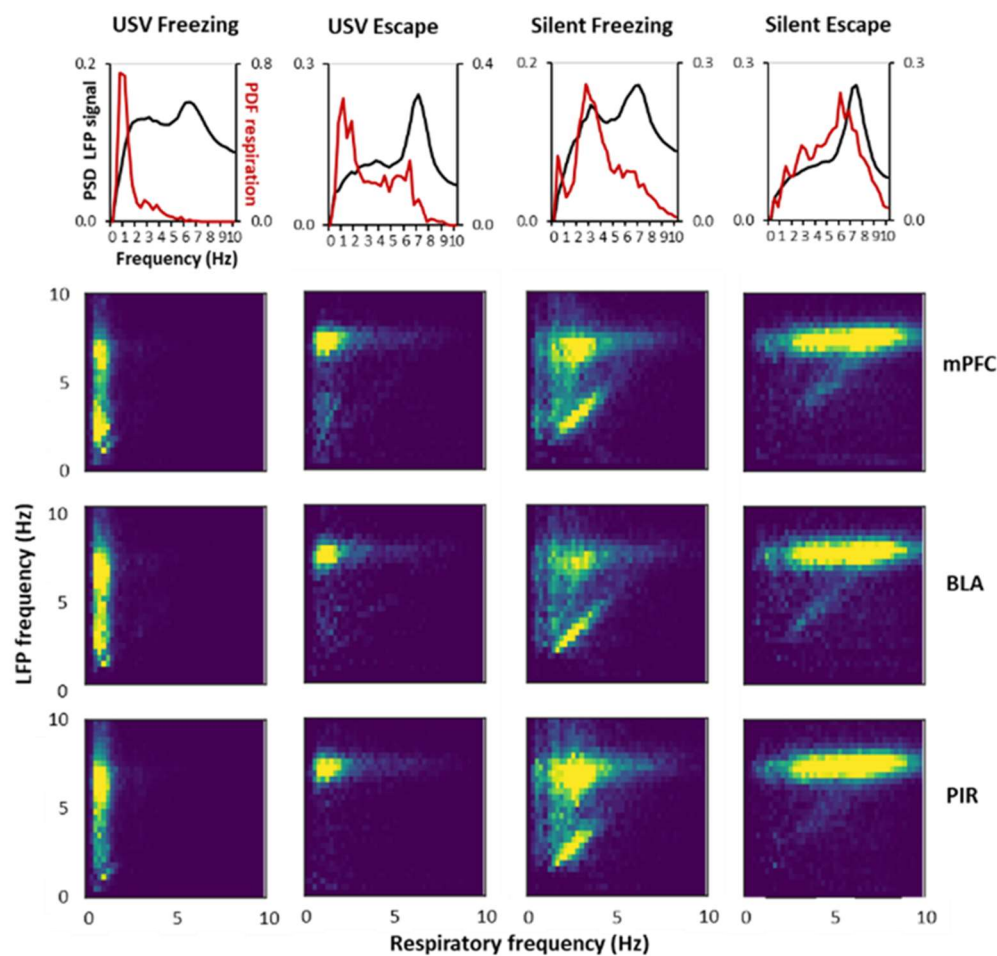 USV Freezing USV Escape Silent Freezing Silent Escape
0.2 0.8 0.3 0.4 0.2 0.3 0.3 0.3
PSD LFP signal
PDF respiration
0.0 0.0 0.0 0.0 0.0 0.0 0.0 0.0
0 1 2 3 4 5 6 7 8 910 0 1 2 3 4 5 6 7 8 9 10 0 1 2 3 4 5 6 7 8 910 0 1 2 3 4 5 6 7 8 910
Frequency (Hz)
10
mPFC
5
0
10
BLA
5
LFP frequency (Hz)
0
10
PIR
5
0
0 5 10 0 5 10 0 5 10 0 5 10
Respiratory frequency (Hz)